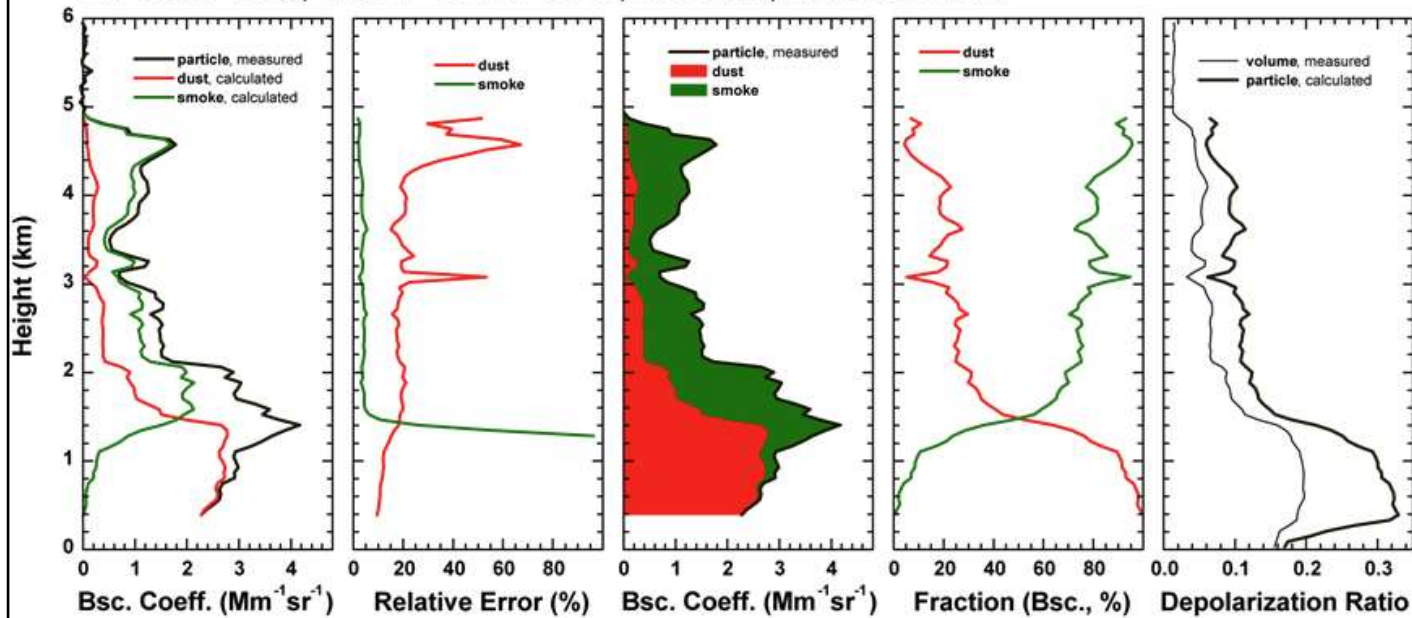 particle, measured
dust, calculated
smoke, calculated
dust
smoke
particle, measured
dust
smoke
dust
smoke
volume, measured
particle, calculated
6
5
4
3
2
1
0
Height (km)
0 1 2 3 4
0 20 40 60 80
0 1 2 3 4
0 20 40 60 80
0.0 0.1 0.2 0.3
Bsc. Coeff. (Mm⁻¹sr⁻¹)
Relative Error (%)
Bsc. Coeff. (Mm⁻¹sr⁻¹)
Fraction (Bsc., %)
Depolarization Ratio